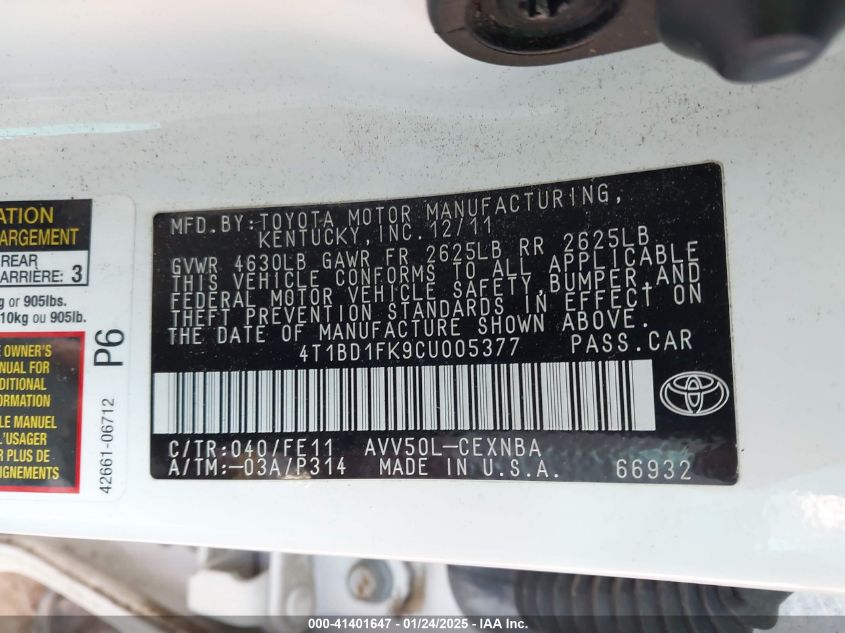 ATION
ARGEMENT
REAR
ARRIÈRE: 3
g or 905lbs.
10kg ou 905lb.
E OWNER'S
MANUAL
FOR
DITIONAL
ORMATION
LE MANUEL
L'USAGER
R PLUS DE
SEIGNEMENTS
P6
42661-06712
MFD. BY: TOYOTA MOTOR MANUFACTURING,
KENTUCKY, INC. 12/11
GVWR 4630LB GAWR FR 2625LB RR 2625LB
THIS VEHICLE CONFORMS TO ALL APPLICABLE
FEDERAL MOTOR VEHICLE SAFETY, BUMPER, AND
THEFT PREVENTION STANDARDS IN EFFECT ON
THE DATE OF MANUFACTURE SHOWN ABOVE.
4T1BD1FK9CU005377 PASS.CAR
C/TR: 040/FE11 AVV50L-CEXNBA
A/TM: -03A/P314 MADE IN U.S.A. 66932
000-41401647 - 01/24/2025 - IAA Inc.